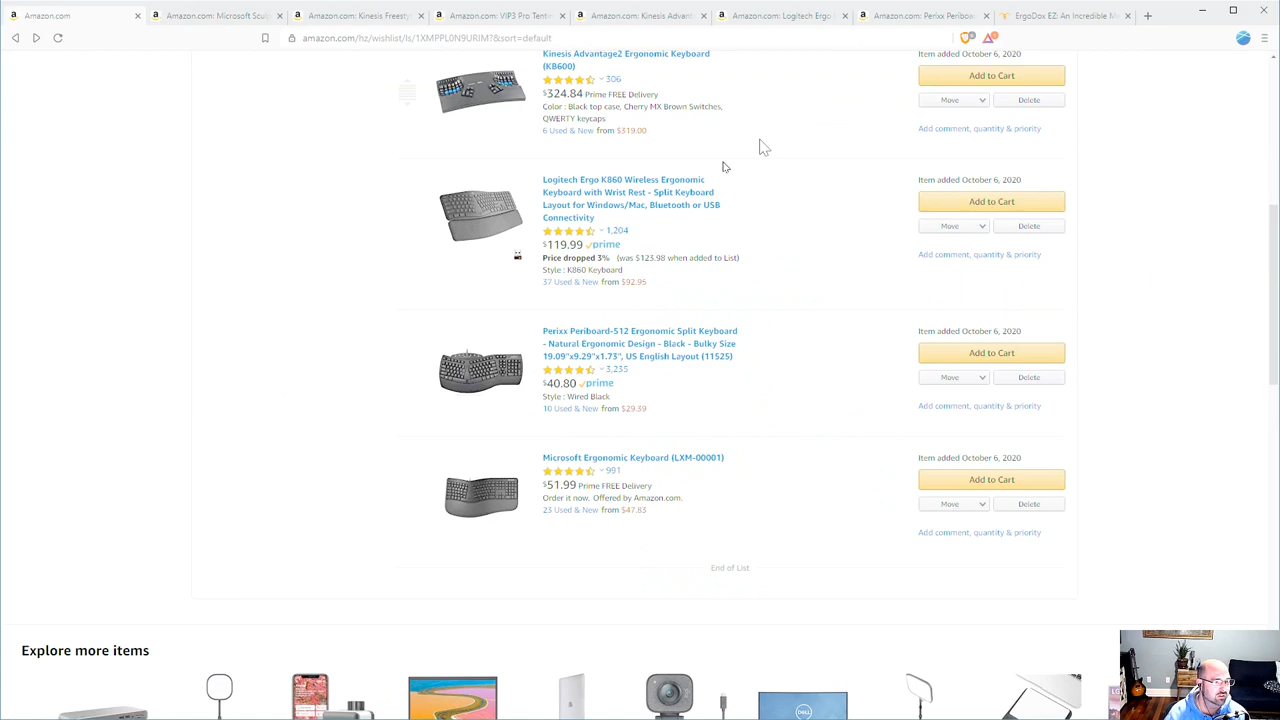 Amazon.com
Amazon.com: Microsoft Sculp
Amazon.com: Kinesis Freesty
Amazon.com: VIP3 Pro Tentin
Amazon.com: Kinesis Advant
Amazon.com: Logitech Ergo
Amazon.com: Perixx Periboa
ErgoDox EZ: An Incredible M
amazon.com/hz/wishlist/ls/1XMPPL0N9URIM?&sort=default
Kinesis Advantage2 Ergonomic Keyboard
(KB600)
306
$324.84 Prime FREE Delivery
Color : Black top case, Cherry MX Brown Switches,
QWERTY keycaps
6 Used & New from $319.00
Item added October 6, 2020
Add to Cart
Move
Delete
Add comment, quantity & priority
Logitech Ergo K860 Wireless Ergonomic
Keyboard with Wrist Rest - Split Keyboard
Layout for Windows/Mac, Bluetooth or USB
Connectivity
1,204
$119.99 prime
Price dropped 3% (was $123.98 when added to List)
Style : K860 Keyboard
37 Used & New from $92.95
Item added October 6, 2020
Add to Cart
Move
Delete
Add comment, quantity & priority
Perixx Periboard-512 Ergonomic Split Keyboard
- Natural Ergonomic Design - Black - Bulky Size
19.09"x9.29"x1.73", US English Layout (11525)
3,235
$40.80 prime
Style : Wired Black
10 Used & New from $29.39
Item added October 6, 2020
Add to Cart
Move
Delete
Add comment, quantity & priority
Microsoft Ergonomic Keyboard (LXM-00001)
991
$51.99 Prime FREE Delivery
Order it now. Offered by Amazon.com.
23 Used & New from $47.83
Item added October 6, 2020
Add to Cart
Move
Delete
Add comment, quantity & priority
End of List
Explore more items
DELL